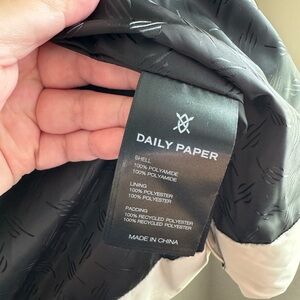 DAILY PAPER
SHELL
100% POLYAMIDE
100% POLYAMIDE
LINING
100% POLYESTER
100% POLYESTER
PADDING
100% RECYCLED POLYESTER
100% RECYCLED POLYESTER
MADE IN CHINA